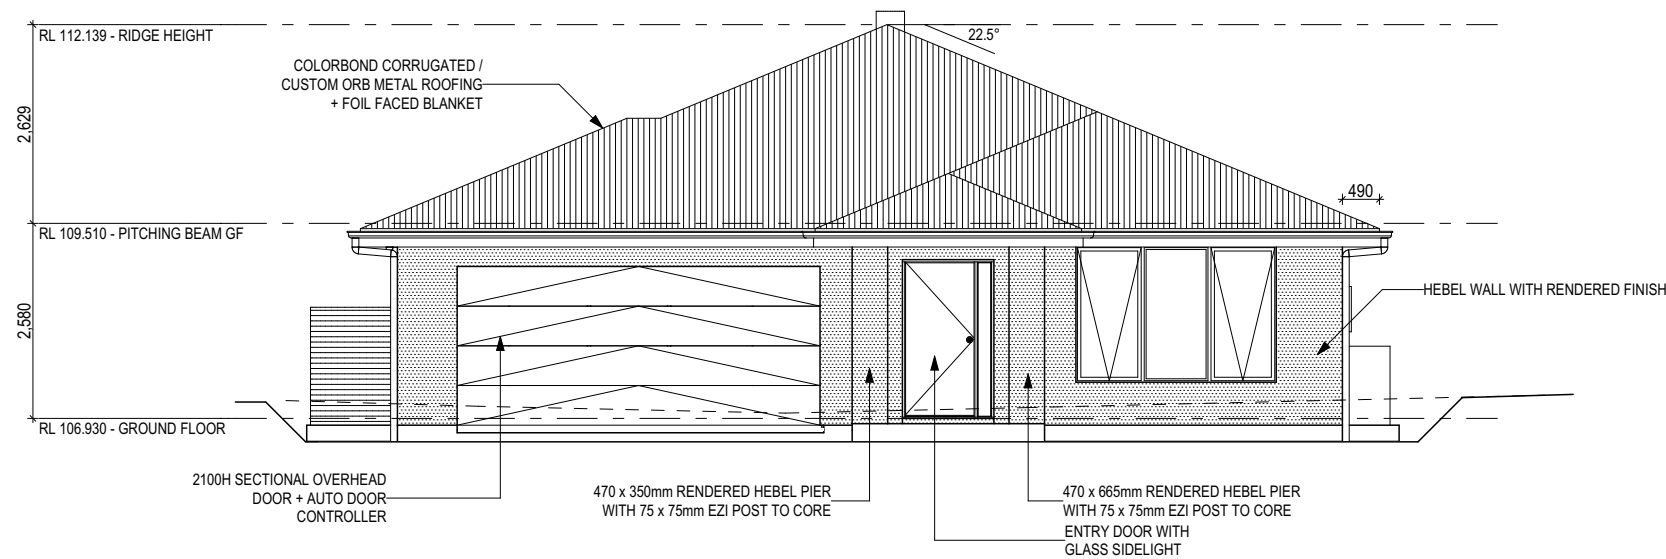 RL 112.139 - RIDGE HEIGHT
22.5°
COLORBOND CORRUGATED /
CUSTOM ORB METAL ROOFING
+ FOIL FACED BLANKET
2,629
490
RL 109.510 - PITCHING BEAM GF
HEBEL WALL WITH RENDERED FINISH
2,580
RL 106.930 - GROUND FLOOR
2100H SECTIONAL OVERHEAD
DOOR + AUTO DOOR
CONTROLLER
470 x 350mm RENDERED HEBEL PIER
WITH 75 x 75mm EZI POST TO CORE
470 x 665mm RENDERED HEBEL PIER
WITH 75 x 75mm EZI POST TO CORE
ENTRY DOOR WITH
GLASS SIDELIGHT